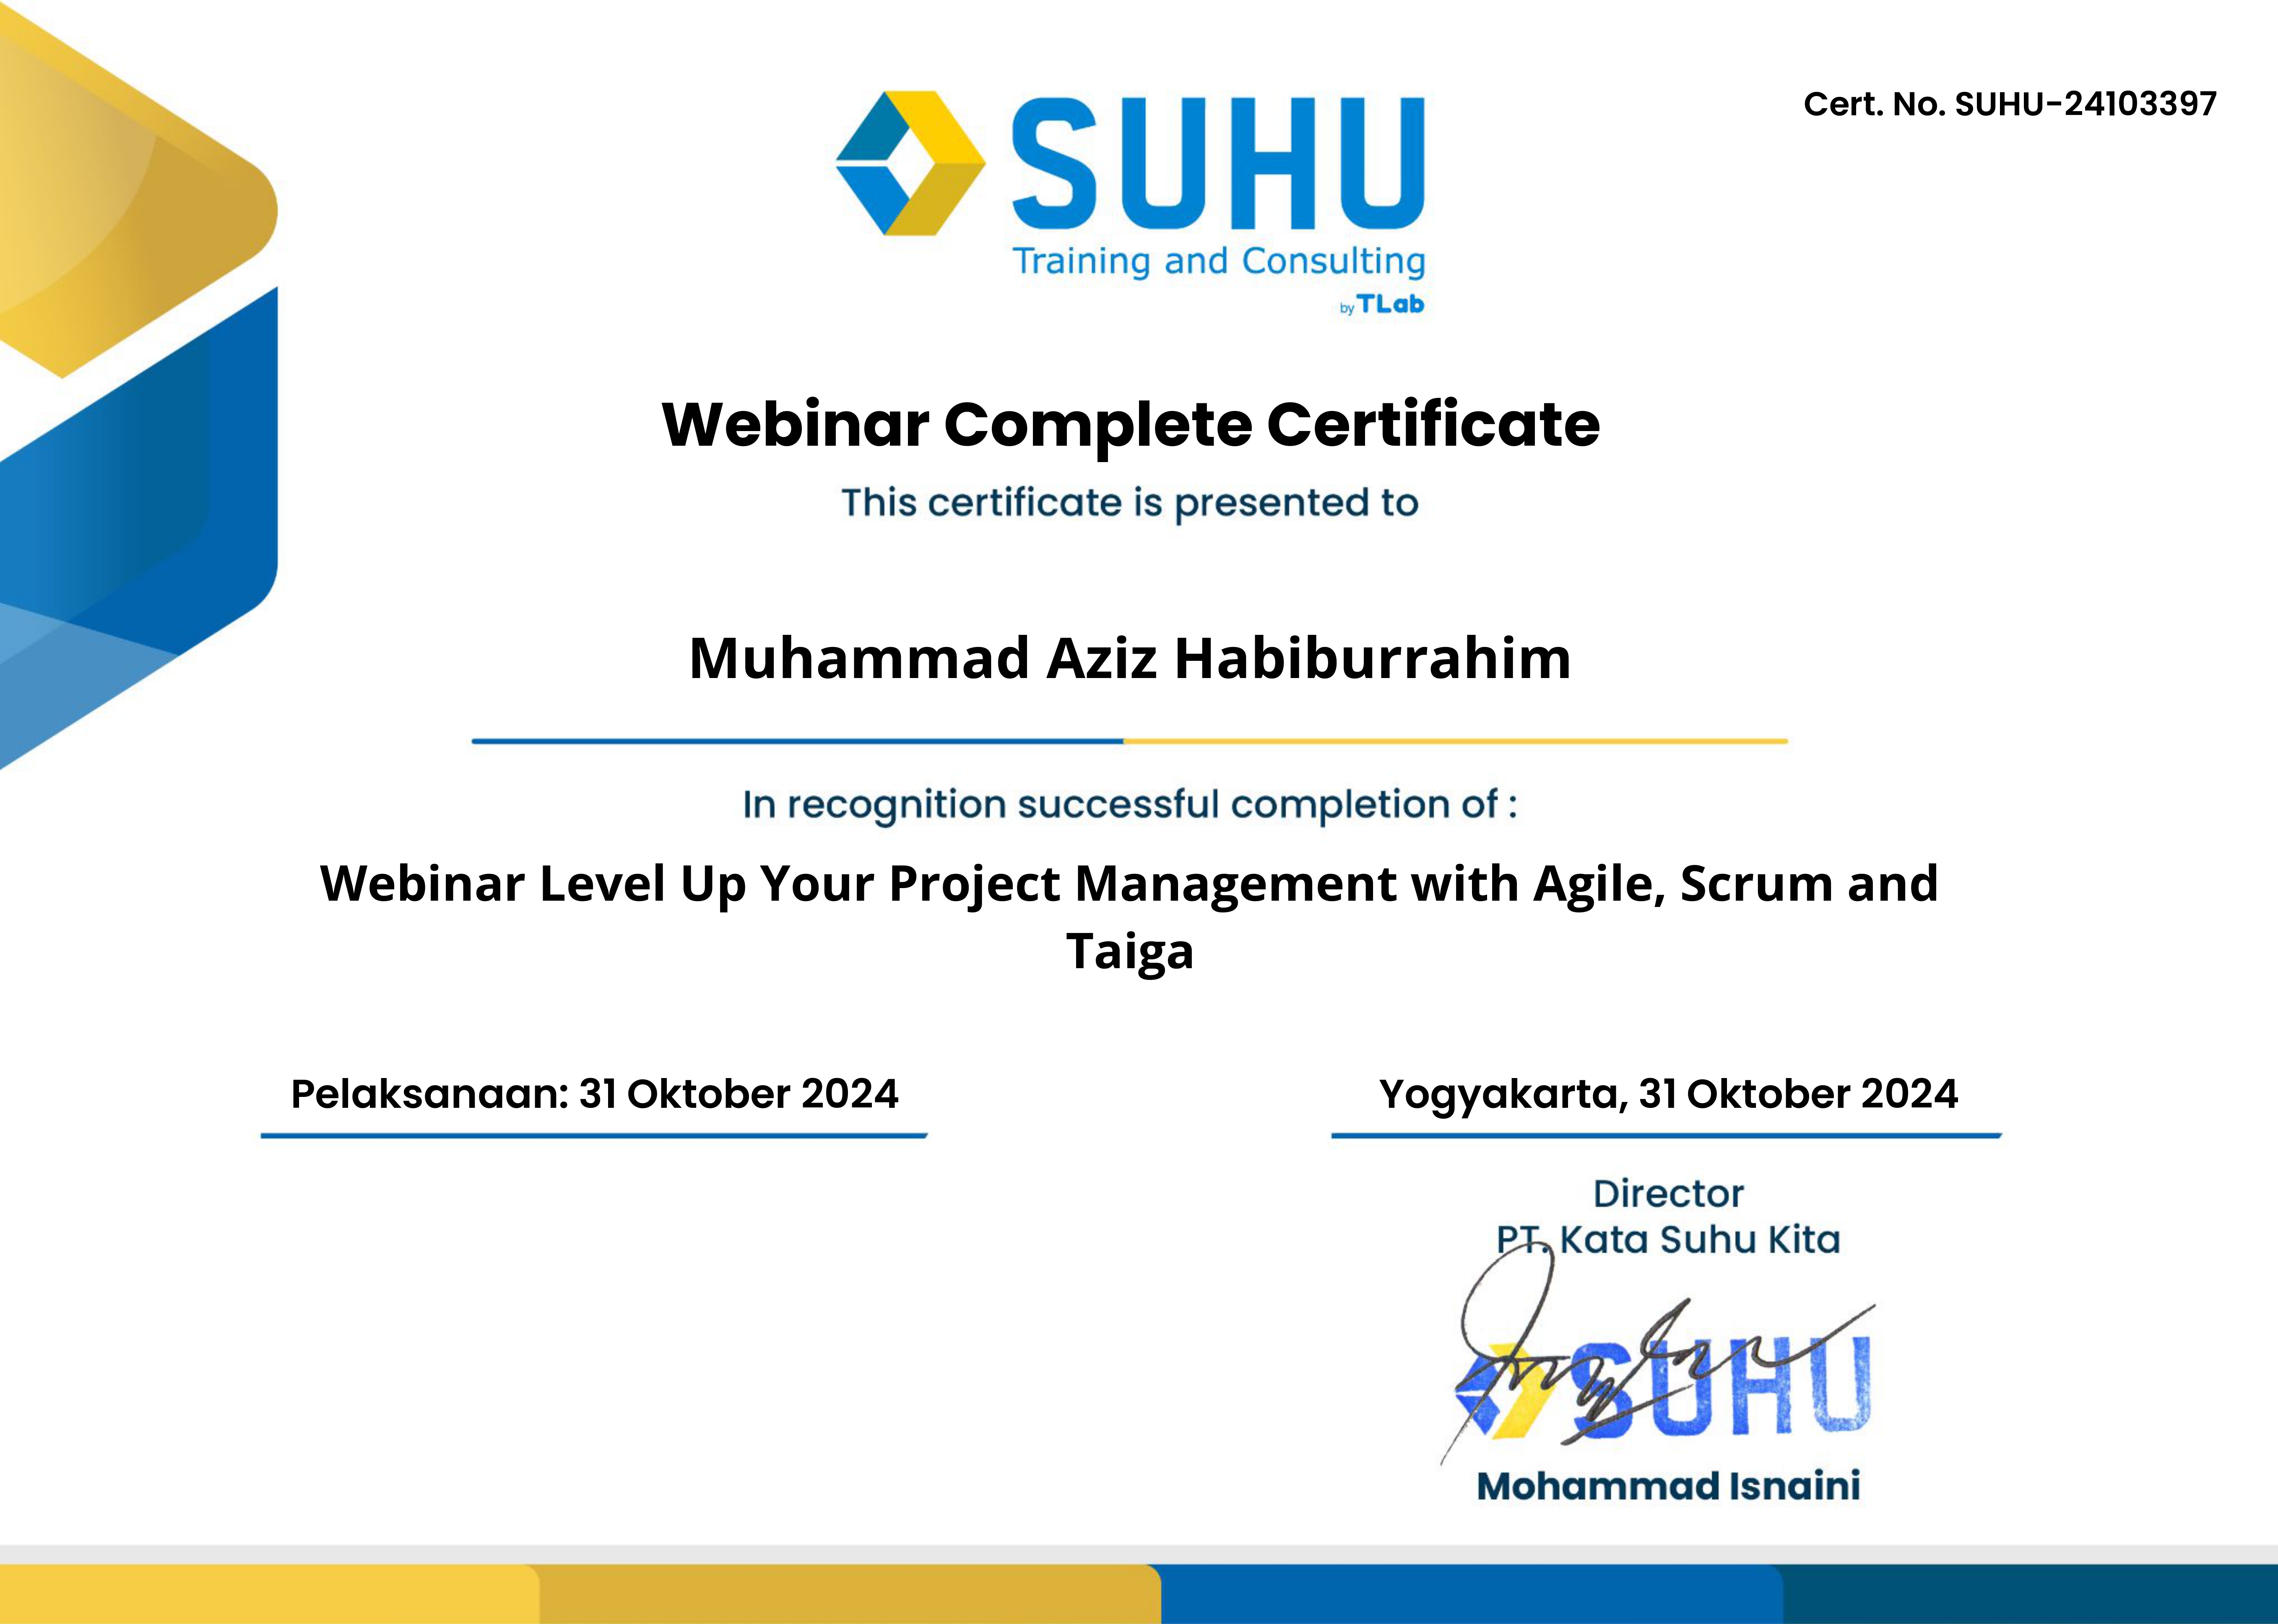 Cert. No. SUHU-24103397
SUHU
Training and Consulting
by TLab
Webinar Complete Certificate
This certificate is presented to
Muhammad Aziz Habiburrahim
In recognition successful completion of :
Webinar Level Up Your Project Management with Agile, Scrum and
Taiga
Pelaksanaan: 31 Oktober 2024
Yogyakarta, 31 Oktober 2024
Director
PT. Kata Suhu Kita
SUHU
Mohammad Isnaini